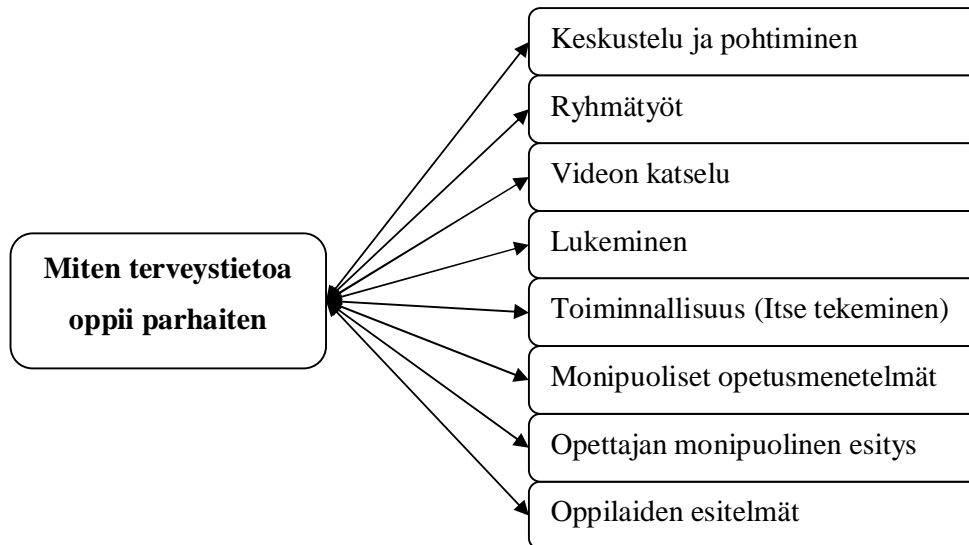 Miten terveystietoa
oppii parhaiten
Keskustelu ja pohtiminen
Ryhmätyöt
Videon katselu
Lukeminen
Toiminnallisuus (Itse tekeminen)
Monipuoliset opetusmenetelmät
Opettajan monipuolinen esitys
Oppilaiden esitelmät